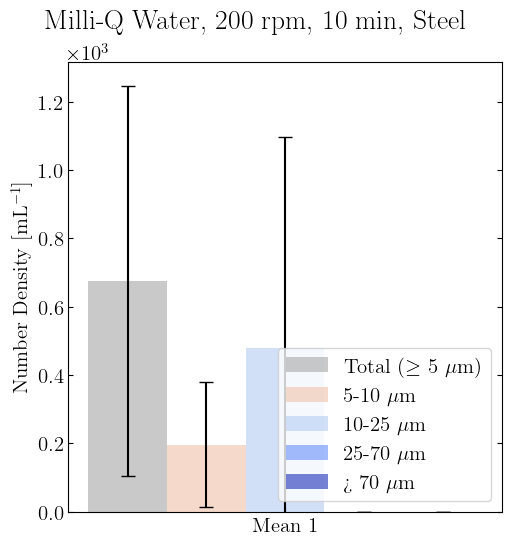 Milli-Q Water, 200 rpm, 10 min, Steel
×10³
1.2
1.0
0.8
0.6
0.4
0.2
0.0
Number Density [mL⁻¹]
Total (≥ 5 μm)
5-10 μm
10-25 μm
25-70 μm
¿ 70 μm
Mean 1